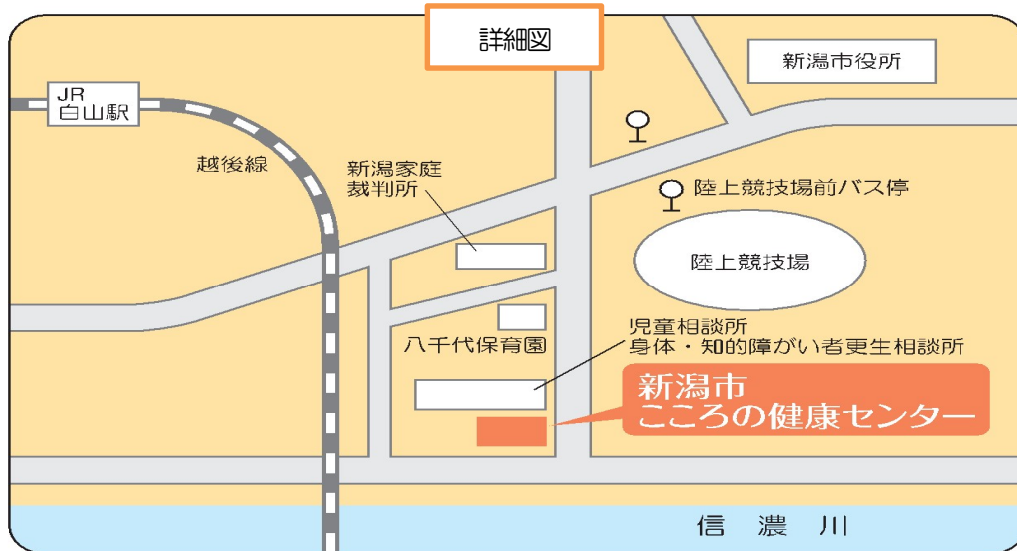 詳細図
新潟市役所
JR
白山駅
越後線
新潟家庭
裁判所
陸上競技場前バス停
陸上競技場
児童相談所
身体・知的障がい者更生相談所
八千代保育園
新潟市
こころの健康センター
信濃川